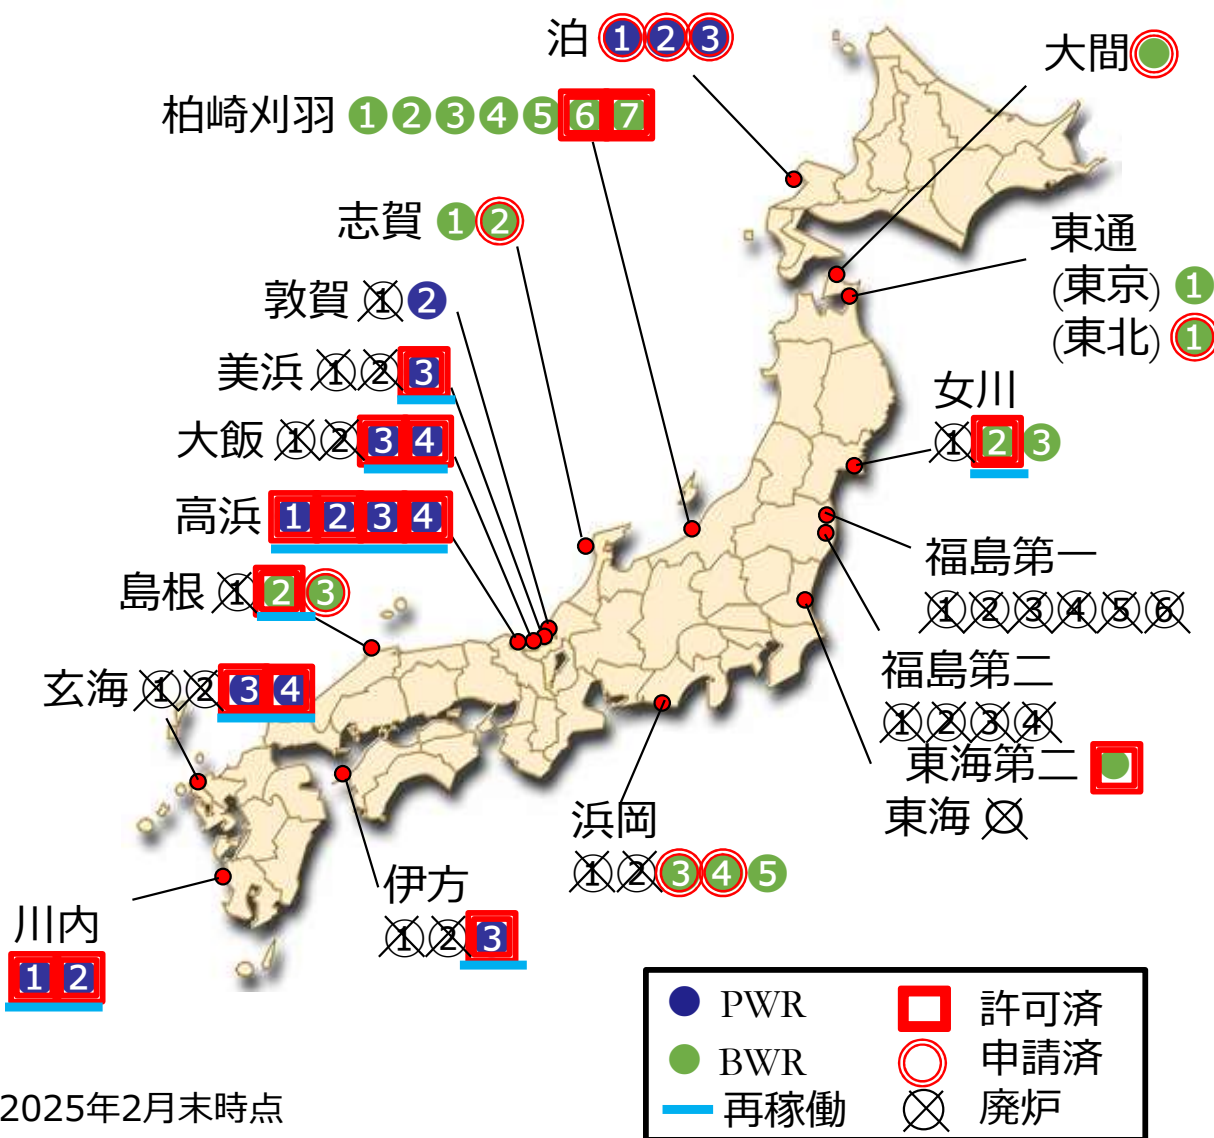 泊 1 2 3
大間
柏崎刈羽 1 2 3 4 5 6 7
志賀 1 2
東通
(東京) 1
(東北) 1
敦賀 1 2
美浜 1 2 3
女川
1 2 3
大飯 1 2 3 4
高浜 1 2 3 4
福島第一
1 2 3 4 5 6
島根 1 2 3
福島第二
1 2 3 4
玄海 1 2 3 4
東海第二
東海
浜岡
1 2 3 4 5
伊方
1 2 3
川内
1 2
PWR 許可済
BWR 申請済
再稼働 廃炉
2025年2月末時点